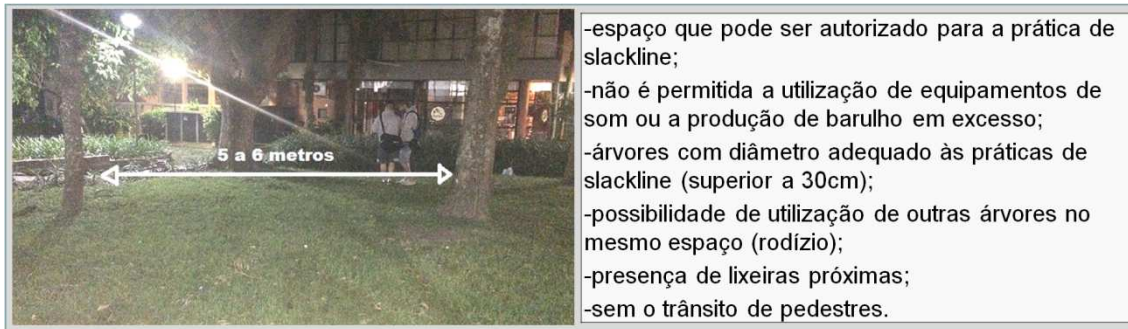 5 a 6 metros
-espaço que pode ser autorizado para a prática de
slackline;
-não é permitida a utilização de equipamentos de
som ou a produção de barulho em excesso;
-árvores com diâmetro adequado às práticas de
slackline (superior a 30cm);
-possibilidade de utilização de outras árvores no
mesmo espaço (rodízio);
-presença de lixeiras próximas;
-sem o trânsito de pedestres.